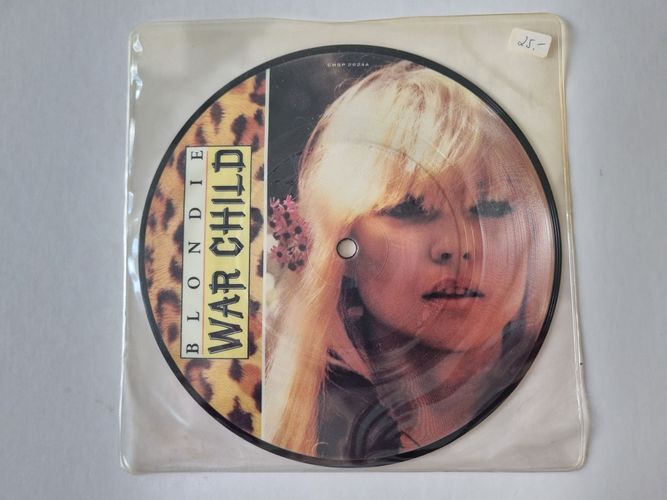 25.-
CHSP 2624A
BLONDIE
WAR CHILD